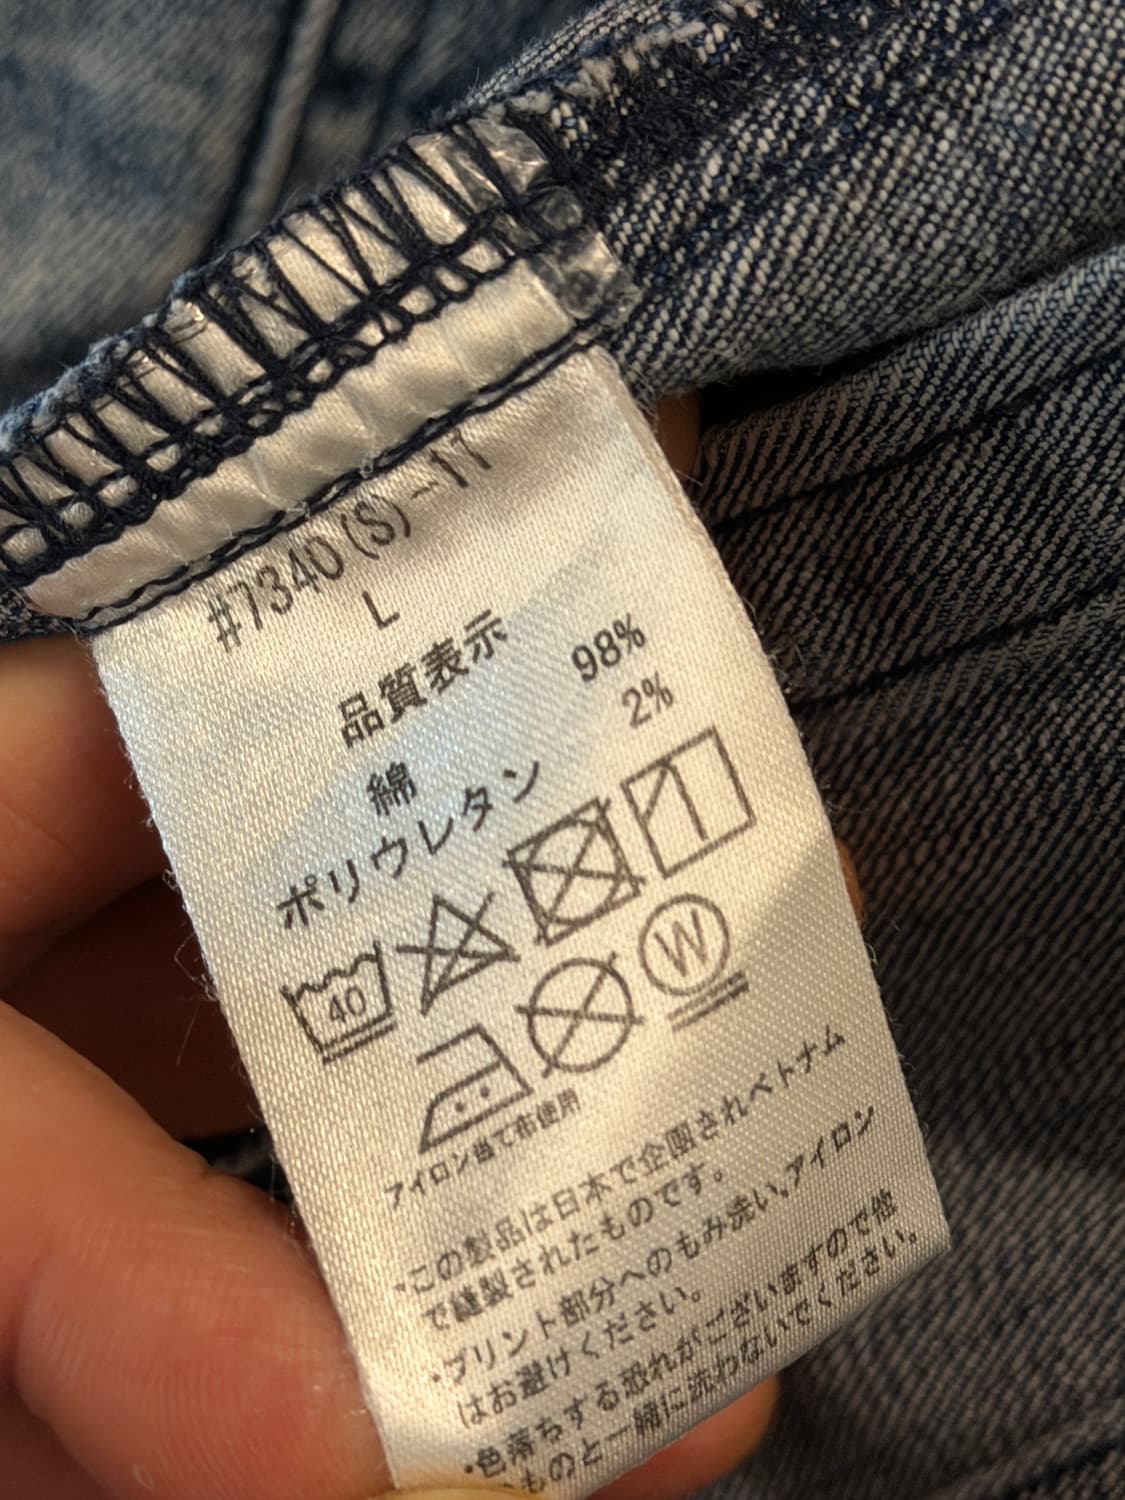 #7340(S)-11
L
品質表示
綿 98%
ポリウレタン 2%
40
W
アイロン当て布使用
・この製品は日本で企画されベトナム
で縫製されたものです。
・プリント部分へのもみ洗い、アイロン
はお避けください。
・色落ちする恐れがございますので他
ものと一緒に洗わないでください。